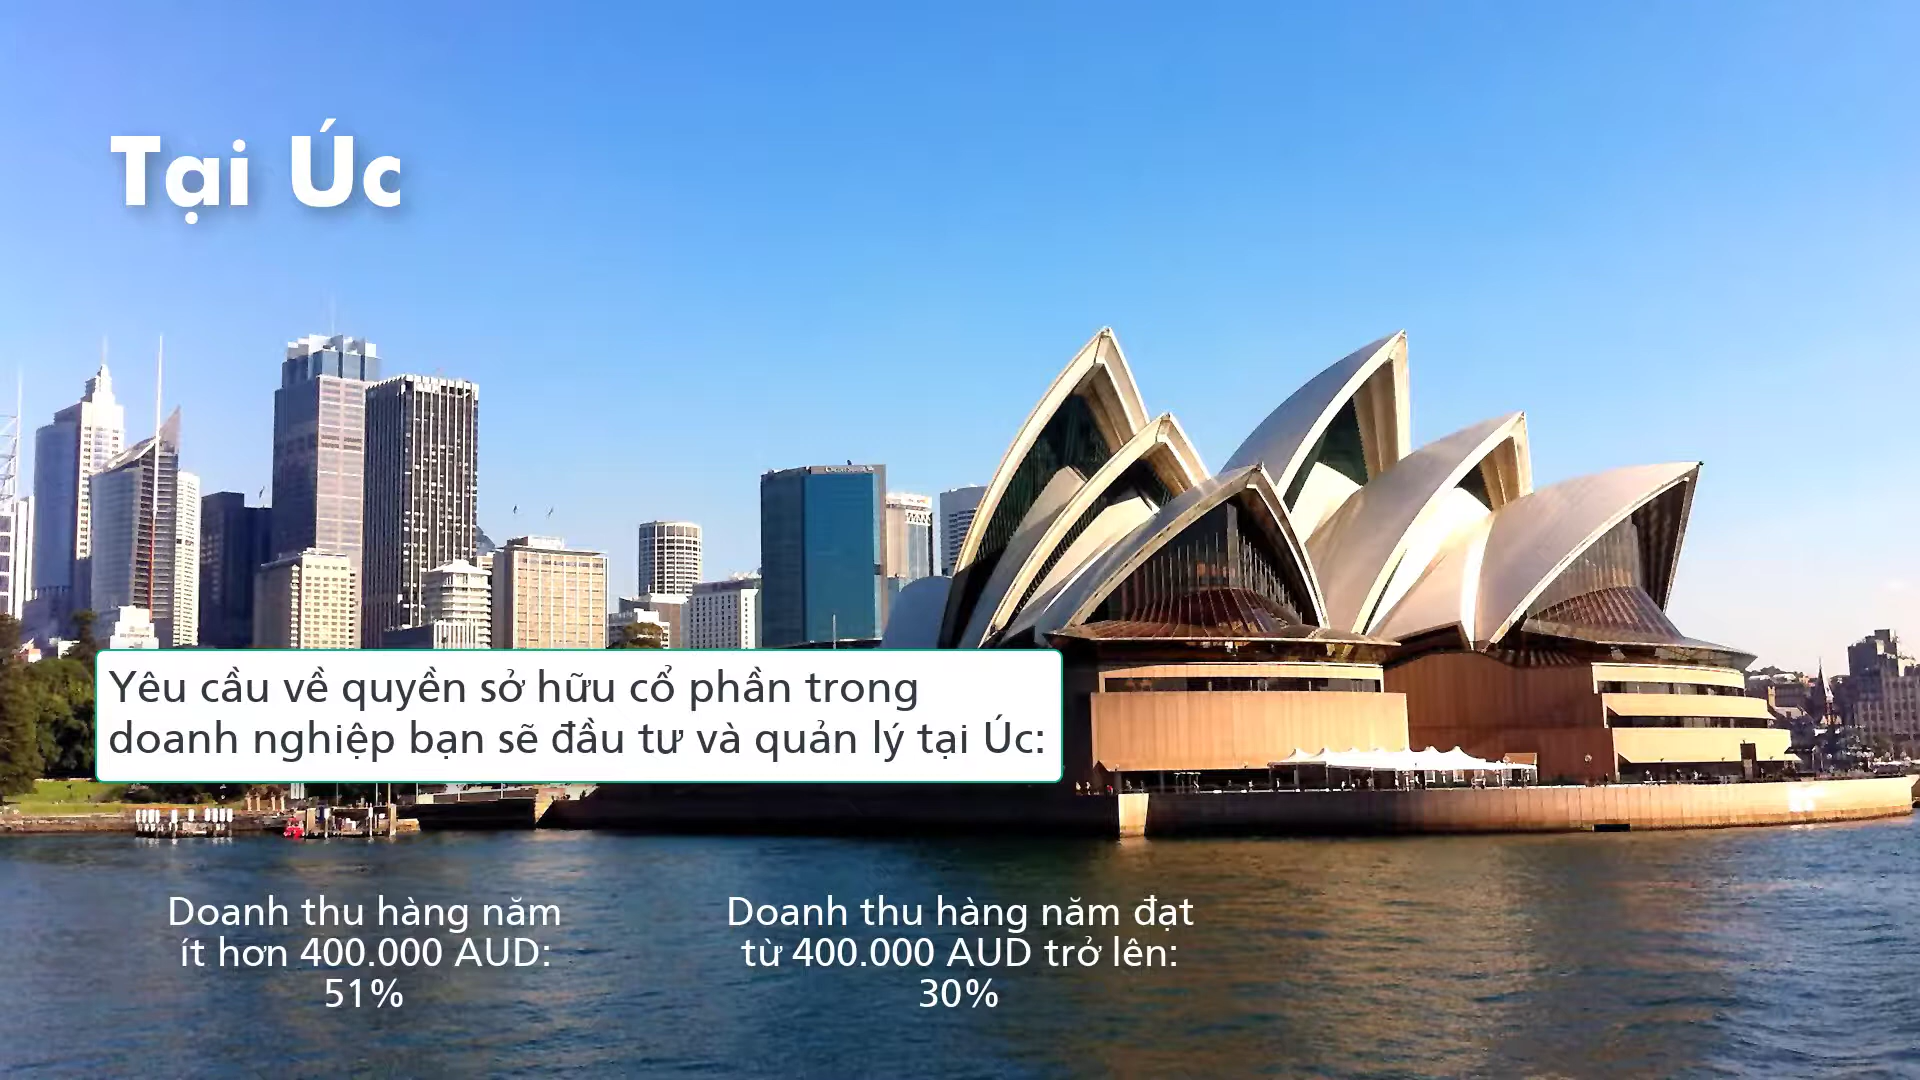 Tại Úc
Yêu cầu về quyền sở hữu cổ phần trong
doanh nghiệp bạn sẽ đầu tư và quản lý tại Úc:
Doanh thu hàng năm
ít hơn 400.000 AUD:
51%
Doanh thu hàng năm đạt
từ 400.000 AUD trở lên:
30%